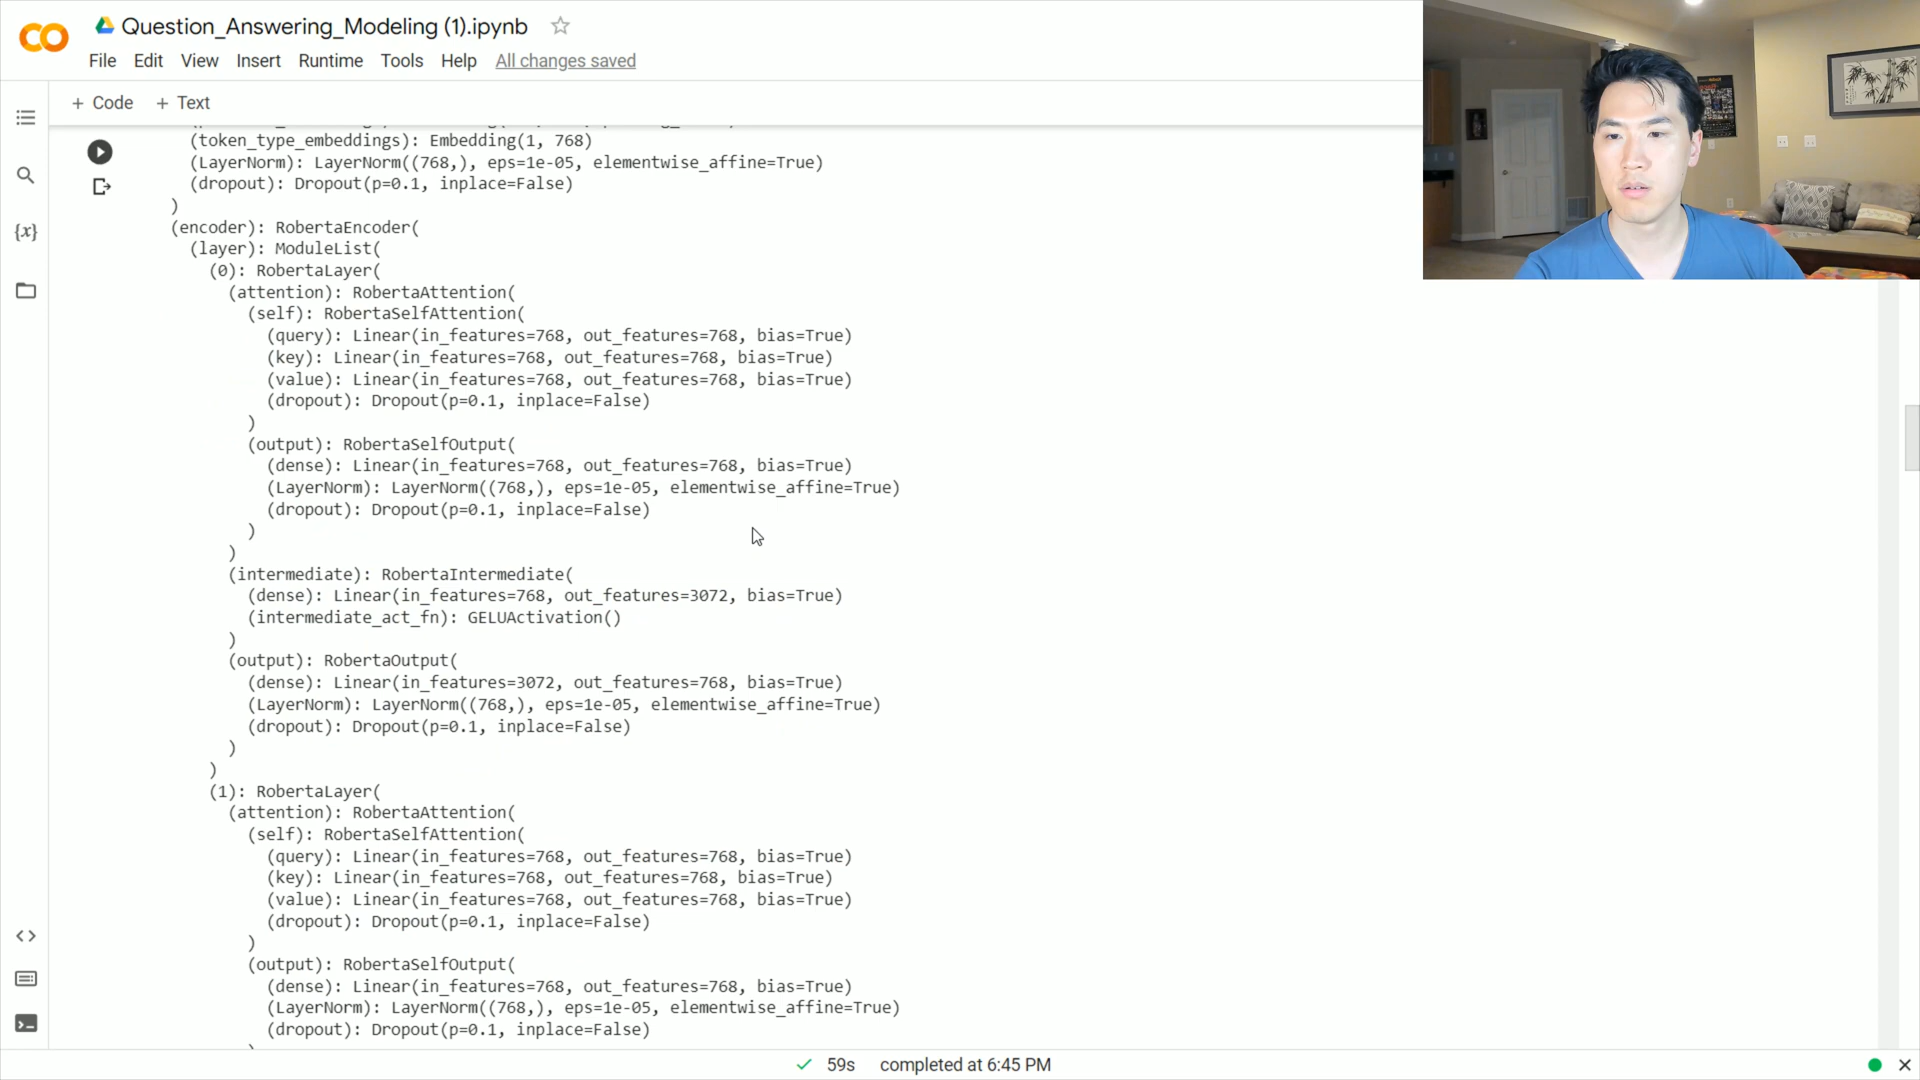 Question_Answering_Modeling (1).ipynb
File Edit View Insert Runtime Tools Help All changes saved
+ Code + Text
(token_type_embeddings): Embedding(1, 768)
(LayerNorm): LayerNorm((768,), eps=1e-05, elementwise_affine=True)
(dropout): Dropout(p=0.1, inplace=False)
)
(encoder): RobertaEncoder(
(layer): ModuleList(
(0): RobertaLayer(
(attention): RobertaAttention(
(self): RobertaSelfAttention(
(query): Linear(in_features=768, out_features=768, bias=True)
(key): Linear(in_features=768, out_features=768, bias=True)
(value): Linear(in_features=768, out_features=768, bias=True)
(dropout): Dropout(p=0.1, inplace=False)
)
(output): RobertaSelfOutput(
(dense): Linear(in_features=768, out_features=768, bias=True)
(LayerNorm): LayerNorm((768,), eps=1e-05, elementwise_affine=True)
(dropout): Dropout(p=0.1, inplace=False)
)
)
(intermediate): RobertaIntermediate(
(dense): Linear(in_features=768, out_features=3072, bias=True)
(intermediate_act_fn): GELUActivation()
)
(output): RobertaOutput(
(dense): Linear(in_features=3072, out_features=768, bias=True)
(LayerNorm): LayerNorm((768,), eps=1e-05, elementwise_affine=True)
(dropout): Dropout(p=0.1, inplace=False)
)
)
(1): RobertaLayer(
(attention): RobertaAttention(
(self): RobertaSelfAttention(
(query): Linear(in_features=768, out_features=768, bias=True)
(key): Linear(in_features=768, out_features=768, bias=True)
(value): Linear(in_features=768, out_features=768, bias=True)
(dropout): Dropout(p=0.1, inplace=False)
)
(output): RobertaSelfOutput(
(dense): Linear(in_features=768, out_features=768, bias=True)
(LayerNorm): LayerNorm((768,), eps=1e-05, elementwise_affine=True)
(dropout): Dropout(p=0.1, inplace=False)
59s completed at 6:45 PM